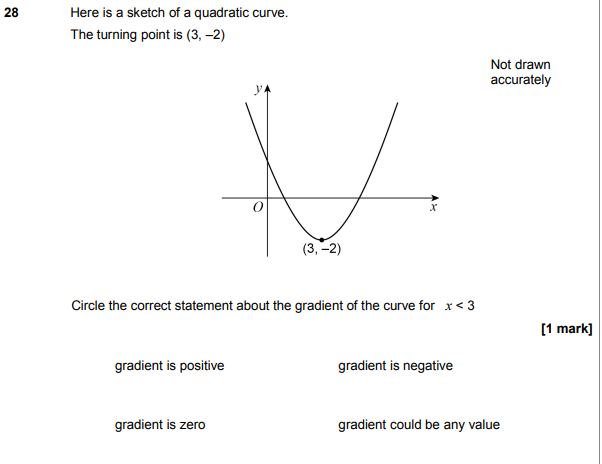 28 Here is a sketch of a quadratic curve.
The turning point is (3, –2)
Not drawn
accurately
y
O
x
(3, –2)
Circle the correct statement about the gradient of the curve for x < 3
[1 mark]
gradient is positive gradient is negative
gradient is zero gradient could be any value